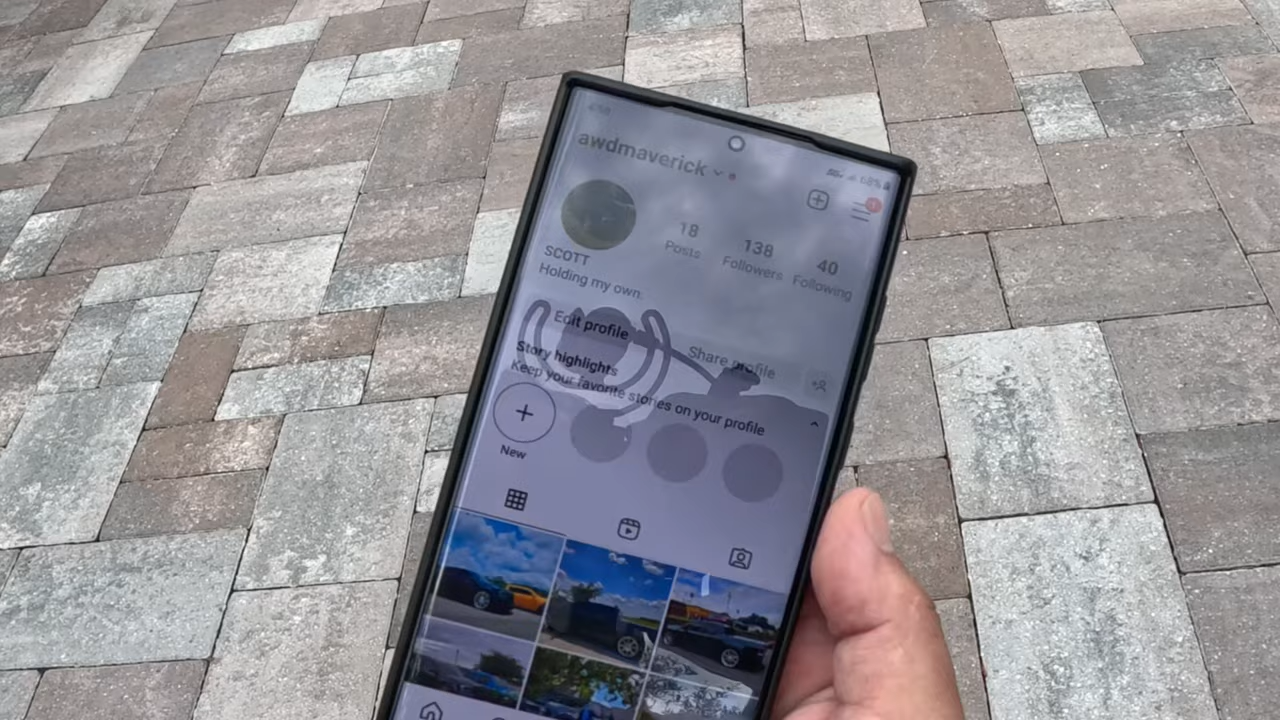 awdmaverick
68%
18
Posts
138
Followers
40
Following
SCOTT
Holding my own.
Edit profile
Share profile
Story highlights
Keep your favorite stories on your profile
New